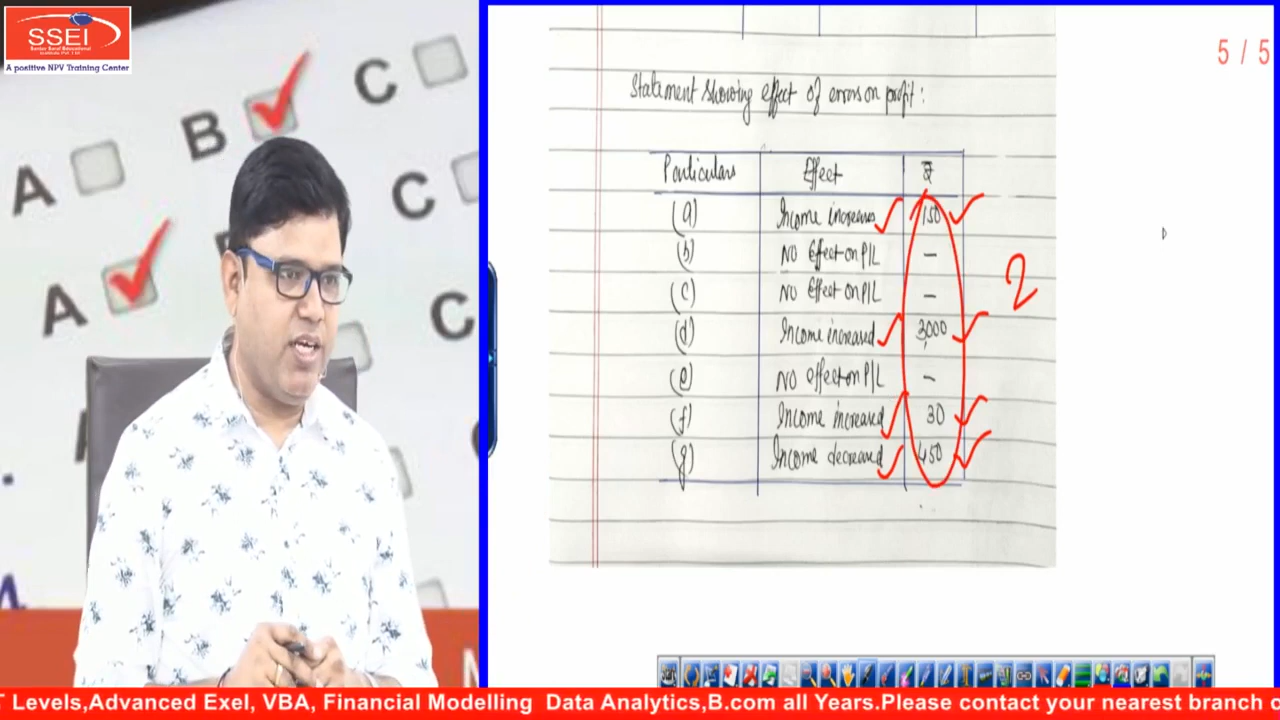 SSEI
A positive NPV Training Center
B
C
A
C
A
C
5 / 5
Statement showing effect of errors on profit :
Particulars Effect ₹
(a) Income increases 150
(b) No Effect on P/L –
(c) No Effect on P/L –
(d) Income increased 3,000
(e) No effect on P/L –
(f) Income increased 30
(g) Income decreased 450
2
T Levels,Advanced Exel, VBA, Financial Modelling Data Analytics,B.com all Years.Please contact your nearest branch